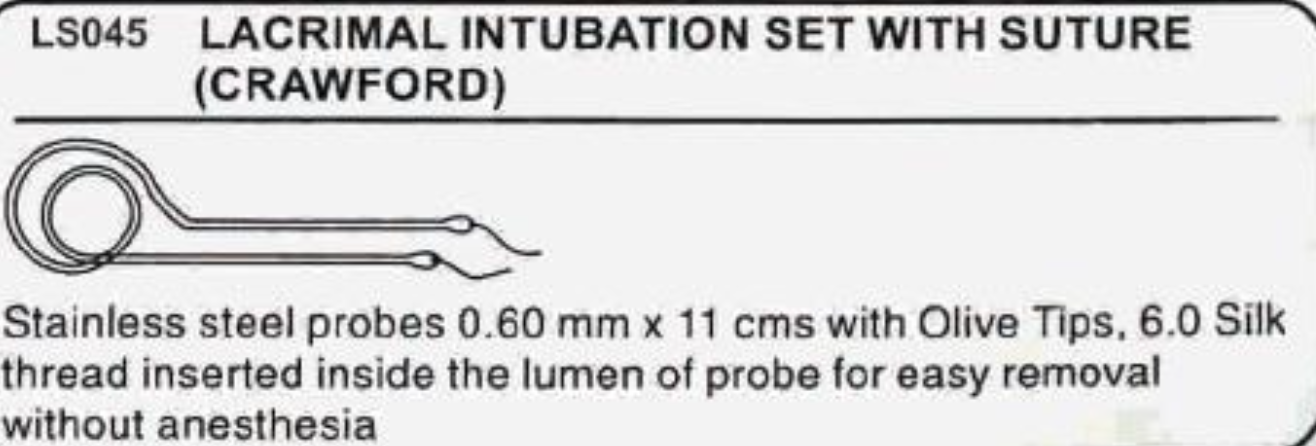 LS045 LACRIMAL INTUBATION SET WITH SUTURE
(CRAWFORD)
Stainless steel probes 0.60 mm x 11 cms with Olive Tips, 6.0 Silk
thread inserted inside the lumen of probe for easy removal
without anesthesia